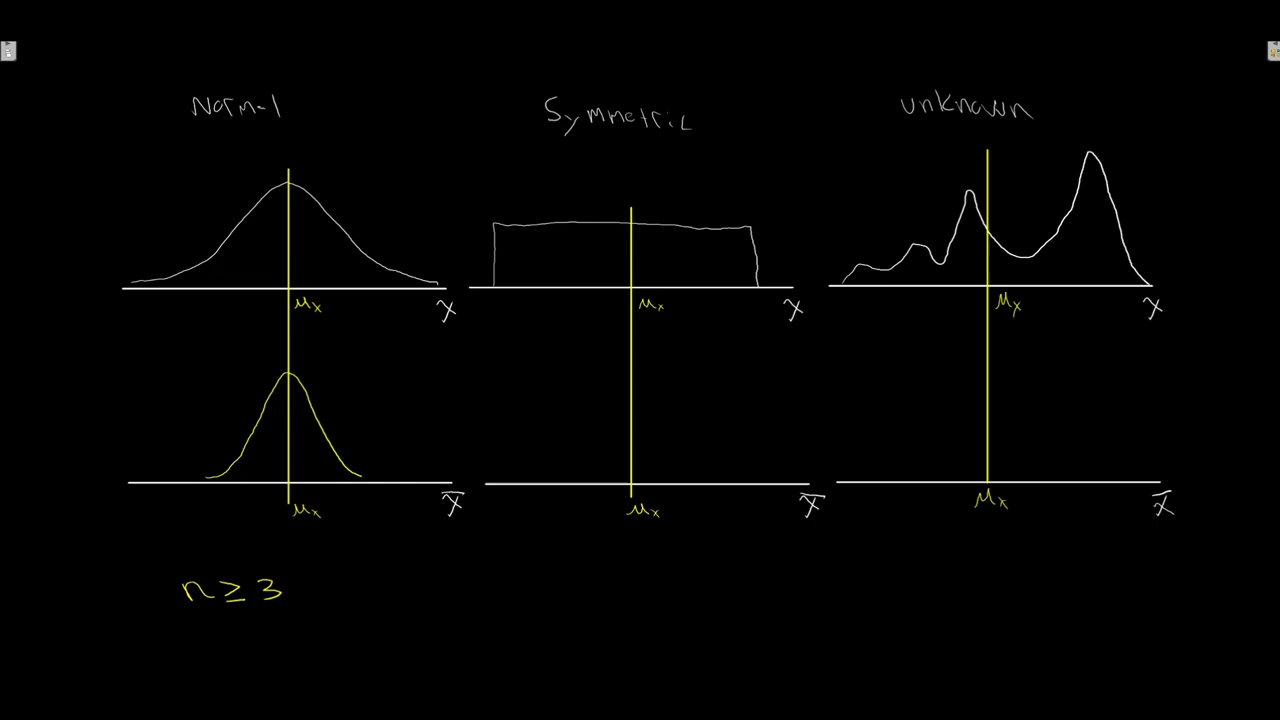 Normal
Symmetric
unknown
μx
x
μx
x
μx
x
μx
x̅
μx
x̅
μx
x̅
n ≥ 3